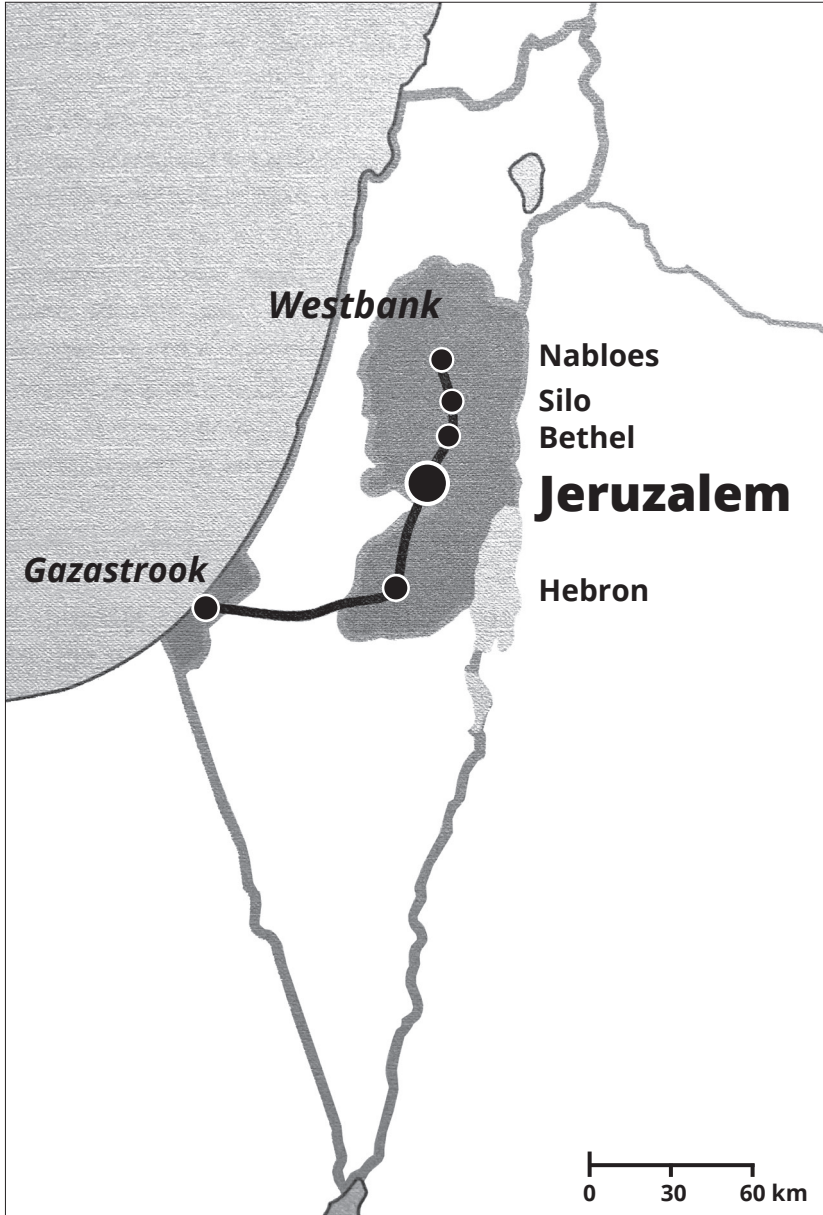 Westbank
Nabloes
Silo
Bethel
Jeruzalem
Gazastrook
Hebron
0 30 60 km